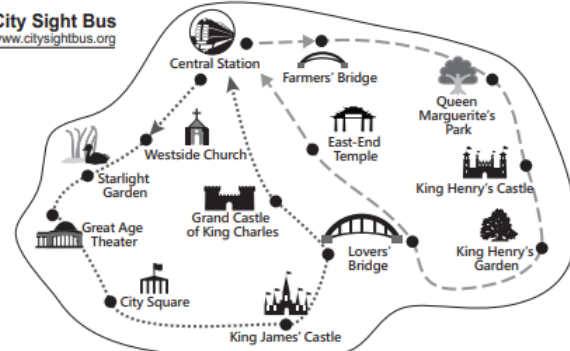 City Sight Bus
www.citysightbus.org
Central Station
Farmers' Bridge
Queen
Marguerite's
Park
East-End
Temple
Westside Church
Starlight
Garden
King Henry's Castle
Grand Castle
of King Charles
Great Age
Theater
Lovers'
Bridge
King Henry's
Garden
City Square
King James' Castle